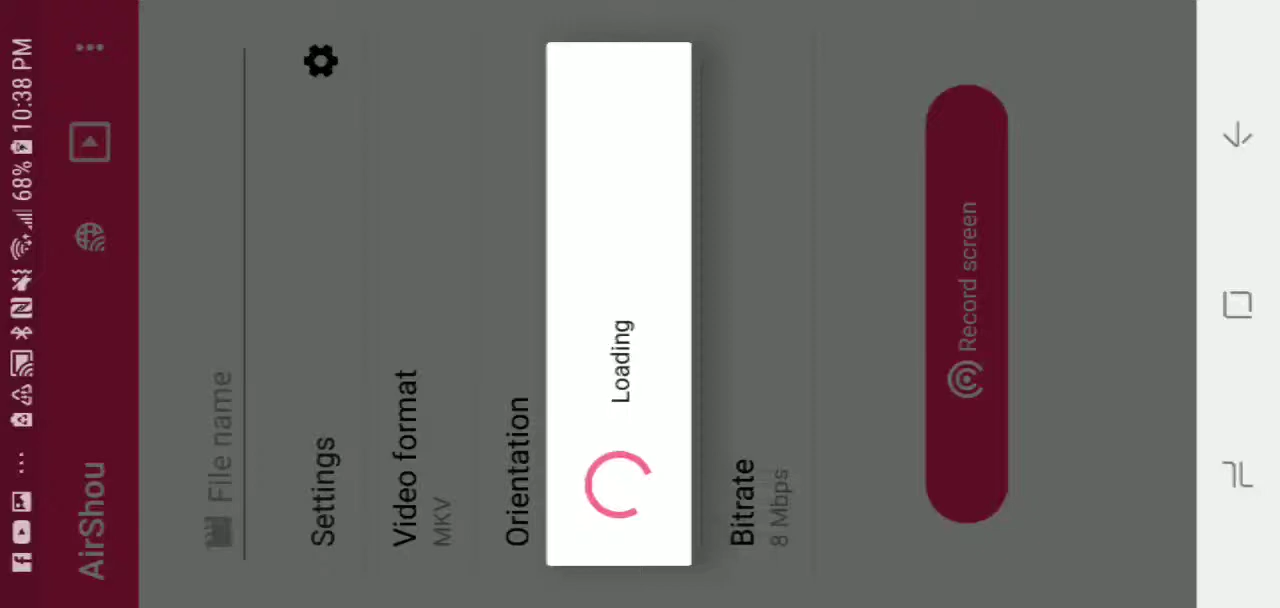 68% 10:38 PM
AirShou
File name
Settings
Video format
MKV
Orientation
Loading
Bitrate
8 Mbps
Record screen